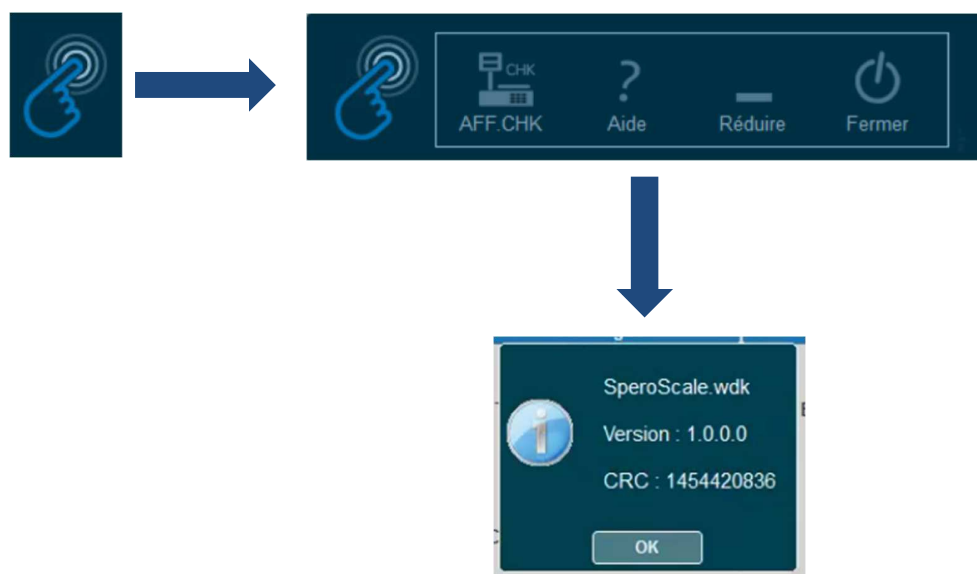 CHK
AFF.CHK
Aide
Réduire
Fermer
SperoScale.wdk
Version : 1.0.0.0
CRC : 1454420836
OK